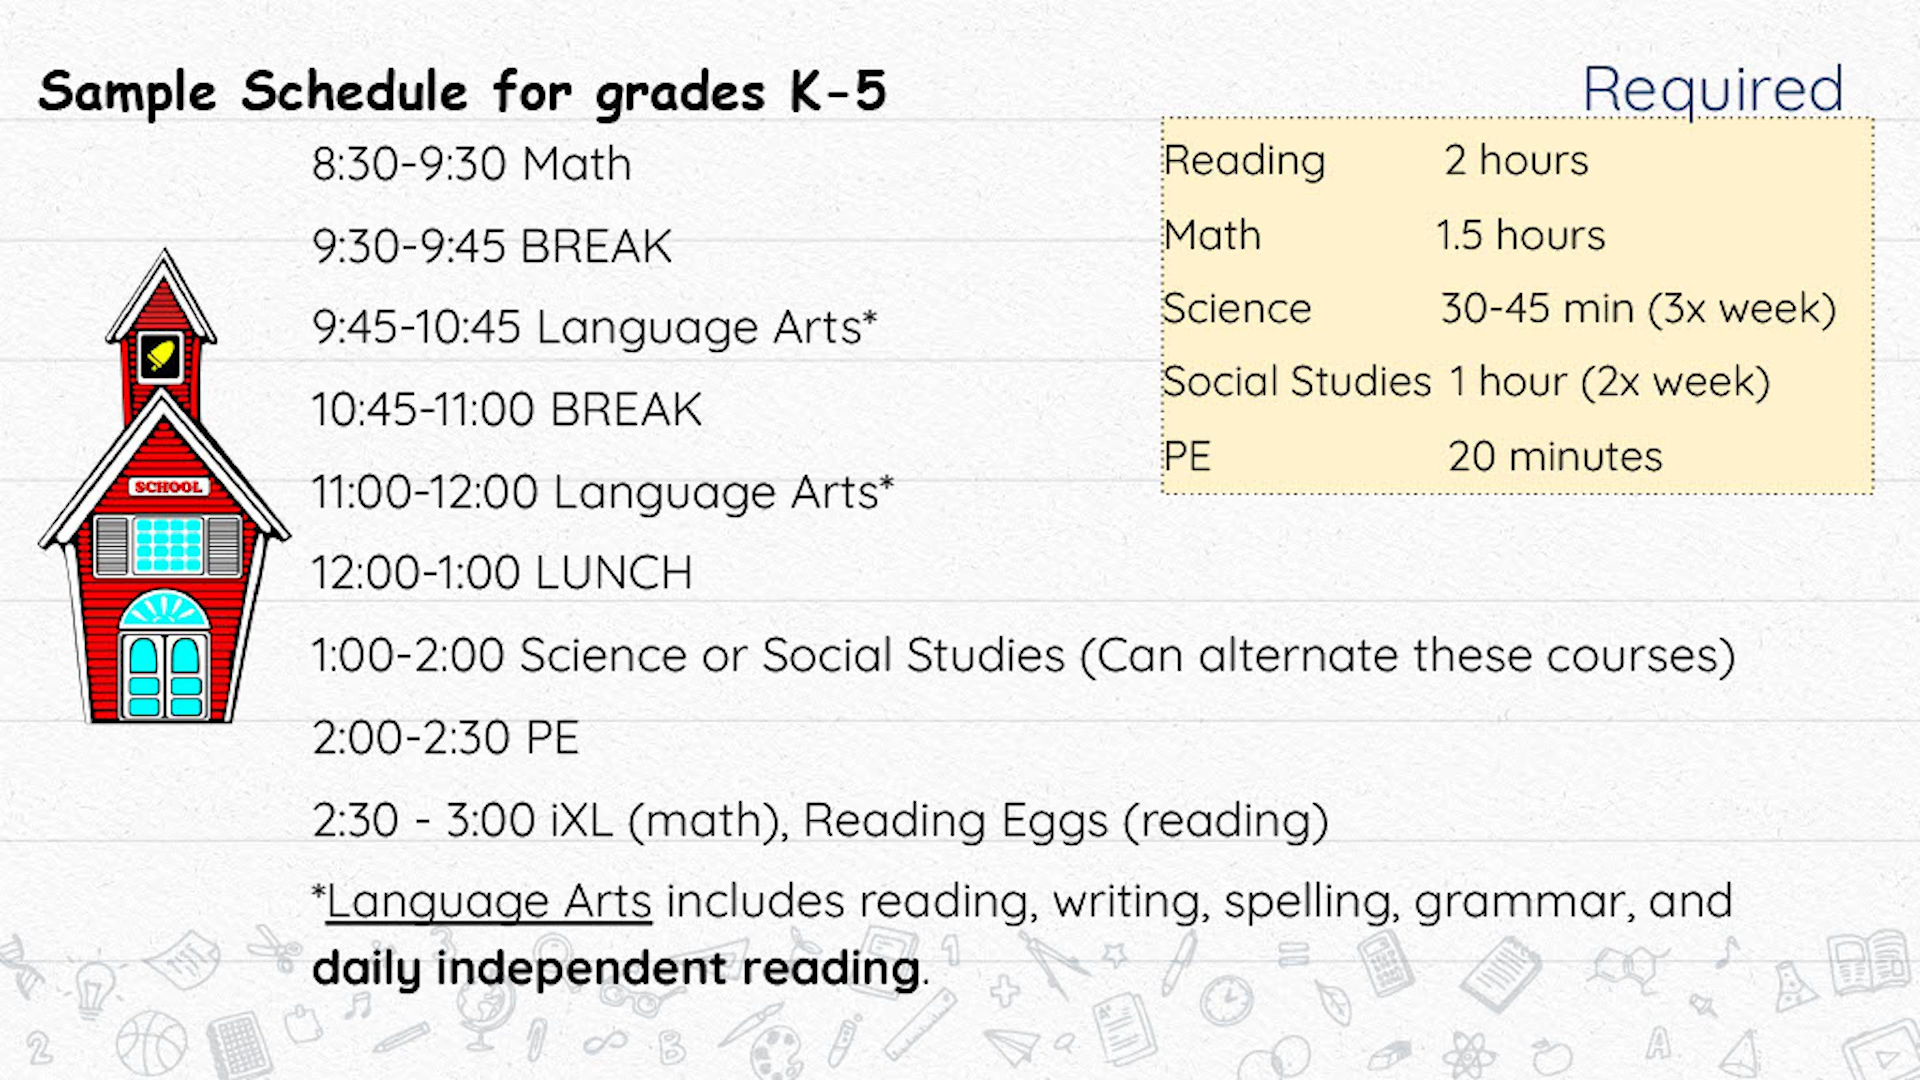 Sample Schedule for grades K-5
8:30-9:30 Math
9:30-9:45 BREAK
9:45-10:45 Language Arts*
10:45-11:00 BREAK
11:00-12:00 Language Arts*
12:00-1:00 LUNCH
1:00-2:00 Science or Social Studies (Can alternate these courses)
2:00-2:30 PE
2:30 - 3:00 iXL (math), Reading Eggs (reading)
*Language Arts includes reading, writing, spelling, grammar, and
daily independent reading.
Required
Reading 2 hours
Math 1.5 hours
Science 30-45 min (3x week)
Social Studies 1 hour (2x week)
PE 20 minutes
SCHOOL